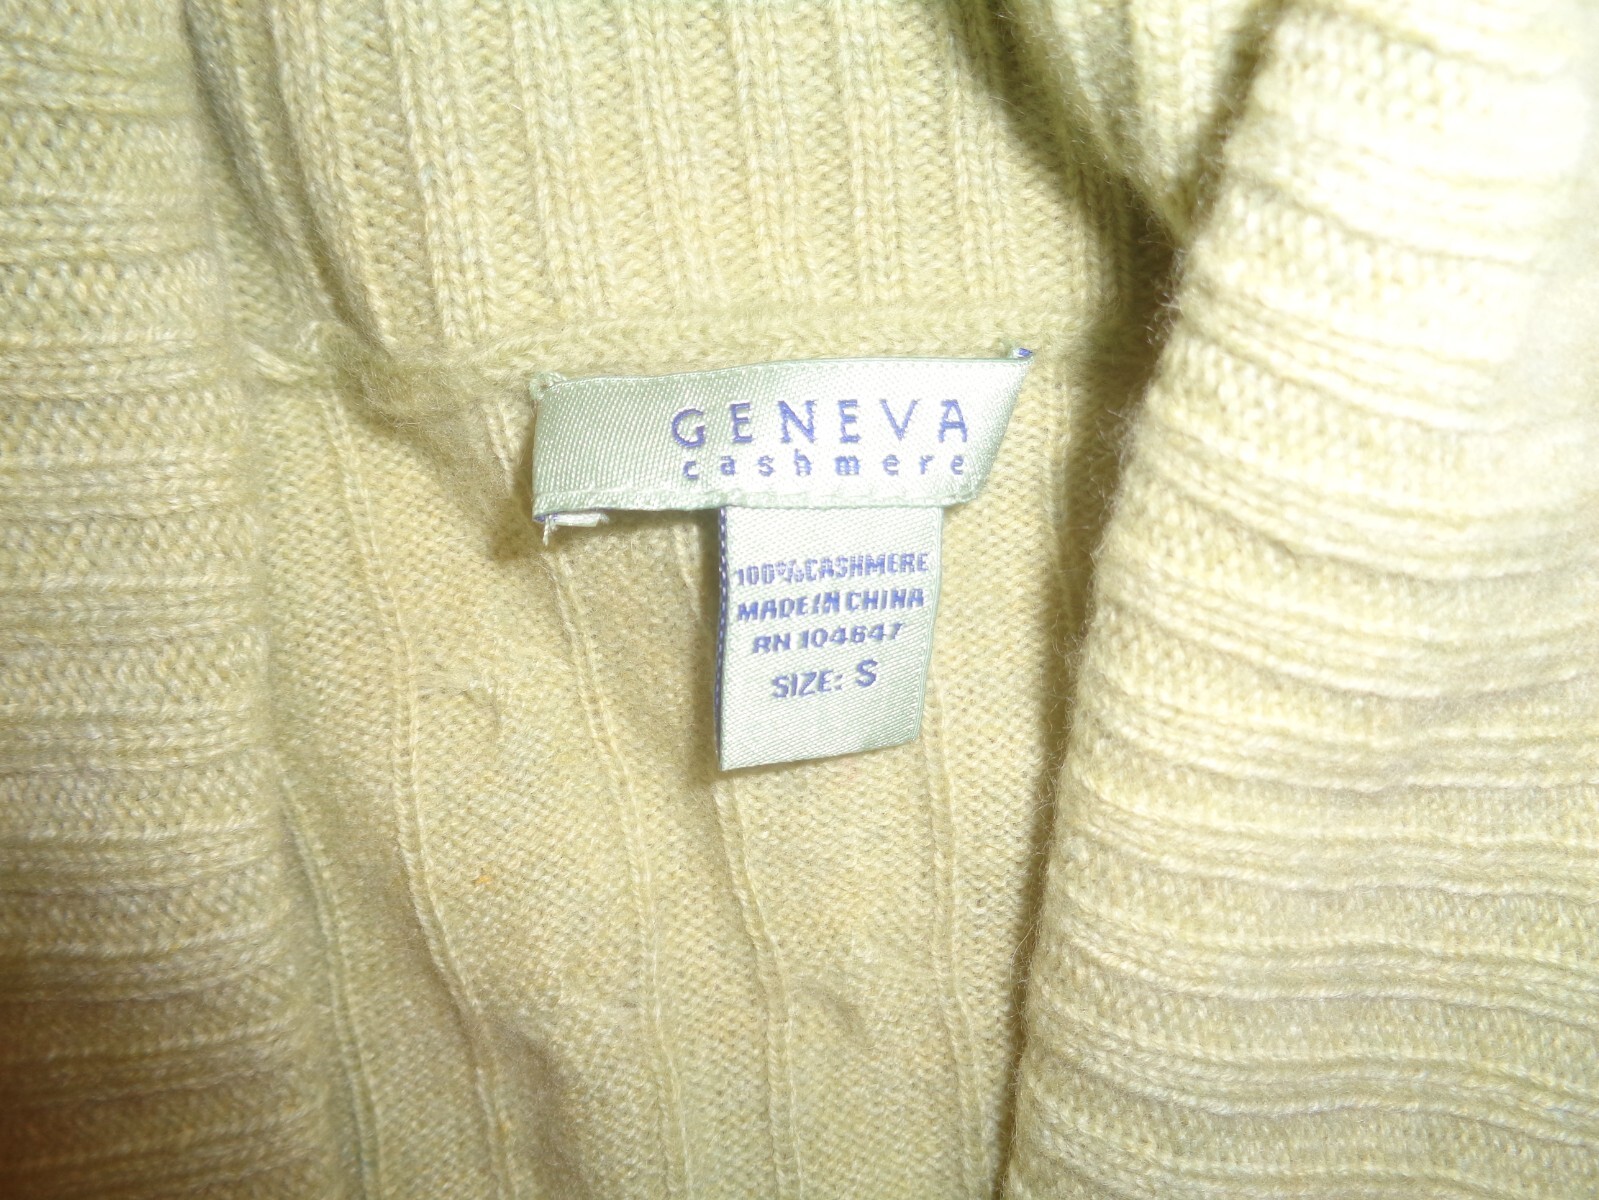 GENEVA
cashmere
100%CASHMERE
MADE IN CHINA
RN 104647
SIZE: S